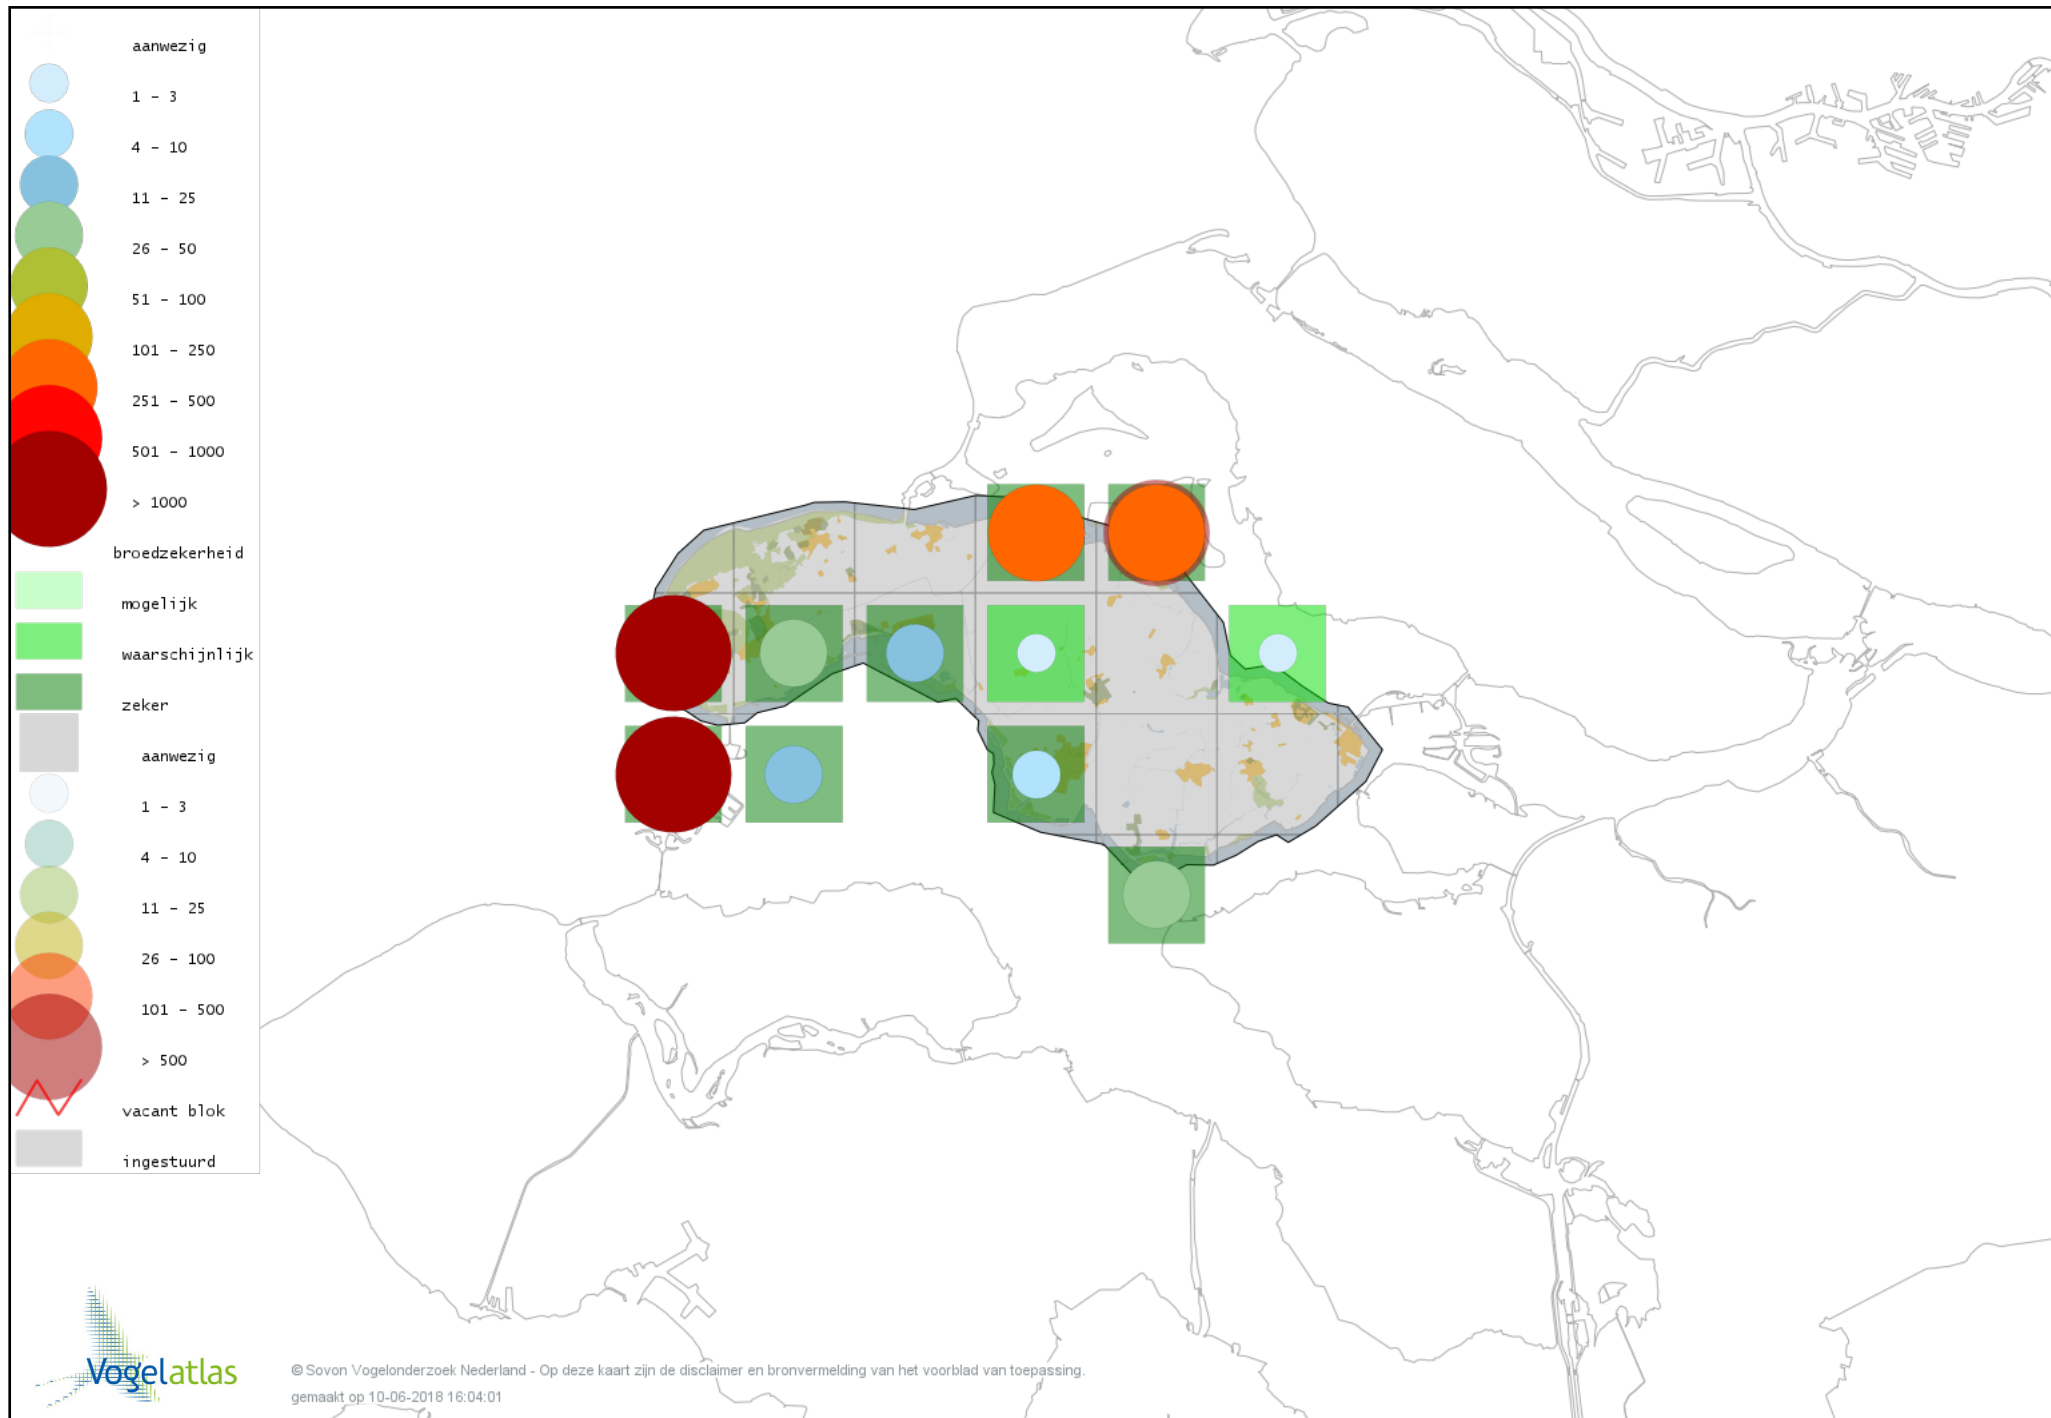 aanwezig
1 - 3
4 - 10
11 - 25
26 - 50
51 - 100
101 - 250
251 - 500
501 - 1000
> 1000
broedzekerheid
mogelijk
waarschijnlijk
zeker
aanwezig
1 - 3
4 - 10
11 - 25
26 - 100
101 - 500
> 500
vacant blok
ingestuurd
Vogelatlas
© Sovon Vogelonderzoek Nederland - Op deze kaart zijn de disclaimer en bronvermelding van het voorblad van toepassing.
gemaakt op 10-06-2018 16:04:01